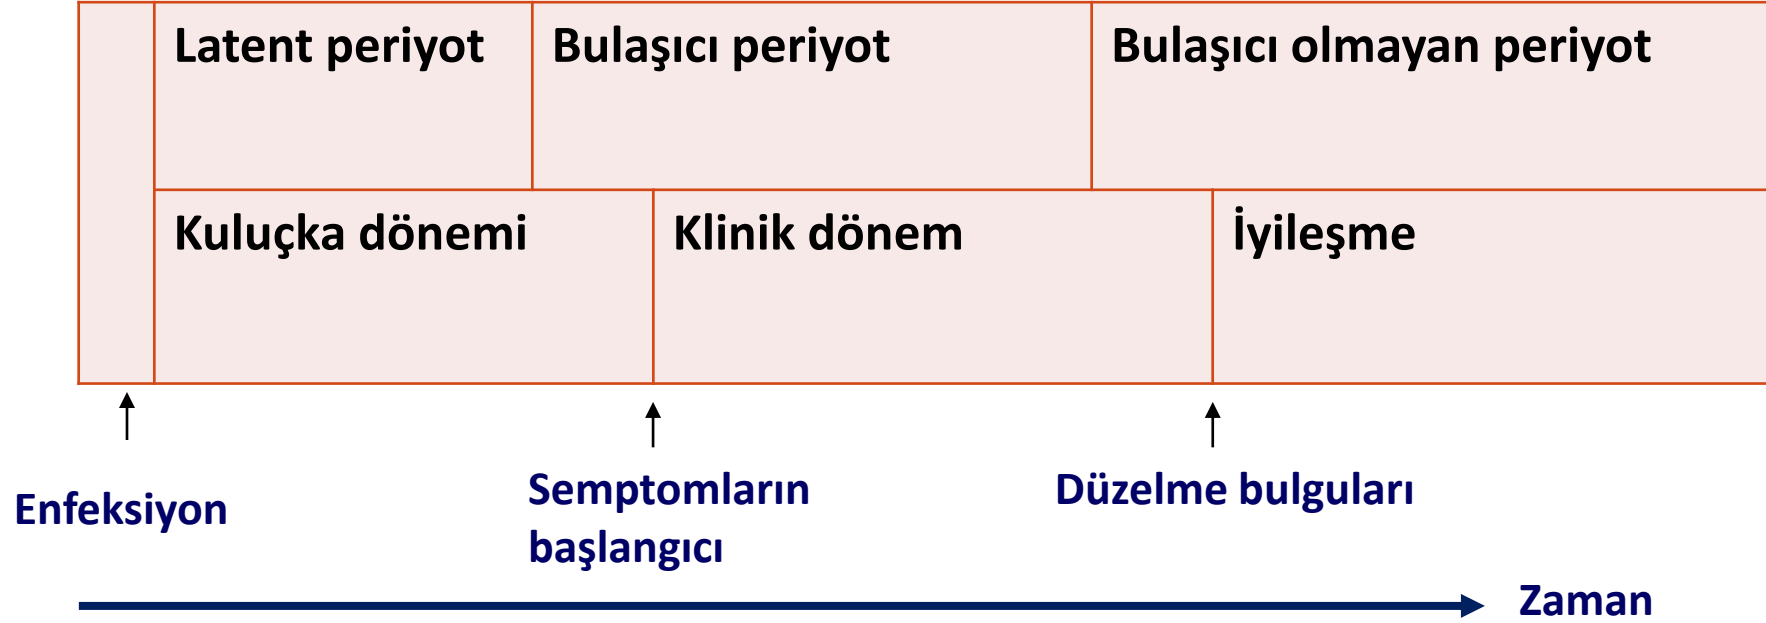 Latent periyot
Bulaşıcı periyot
Bulaşıcı olmayan periyot
Kuluçka dönemi
Klinik dönem
İyileşme
Enfeksiyon
Semptomların
başlangıcı
Düzelme bulguları
Zaman